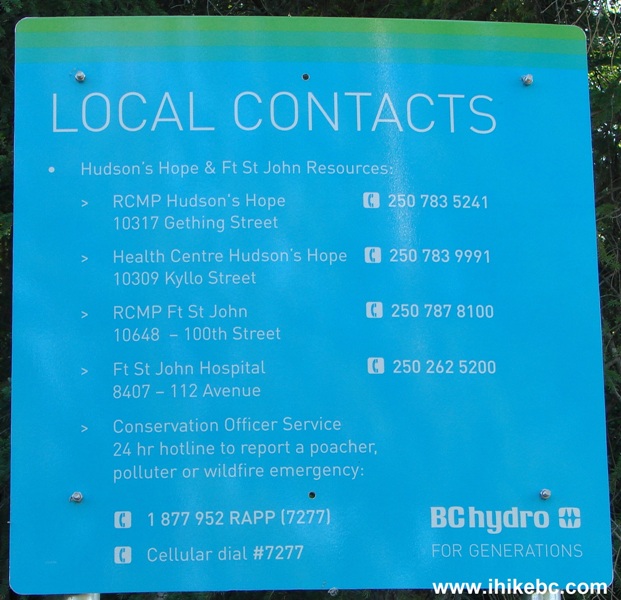 LOCAL CONTACTS
• Hudson's Hope & Ft St John Resources:
> RCMP Hudson's Hope 250 783 5241
10317 Gething Street
> Health Centre Hudson's Hope 250 783 9991
10309 Kyllo Street
> RCMP Ft St John 250 787 8100
10648 – 100th Street
> Ft St John Hospital 250 262 5200
8407 – 112 Avenue
> Conservation Officer Service
24 hr hotline to report a poacher,
polluter or wildfire emergency:
1 877 952 RAPP (7277)
Cellular dial #7277
BC hydro
FOR GENERATIONS
www.ihikebc.com